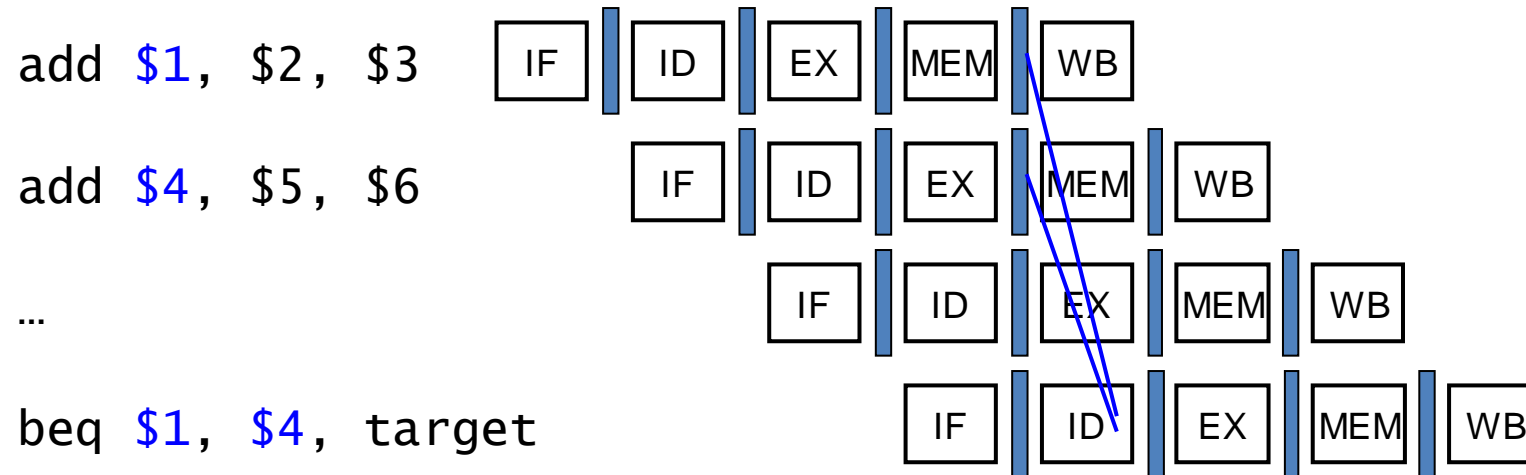 add $1, $2, $3 IF ID EX MEM WB
add $4, $5, $6 IF ID EX MEM WB
… IF ID EX MEM WB
beq $1, $4, target IF ID EX MEM WB